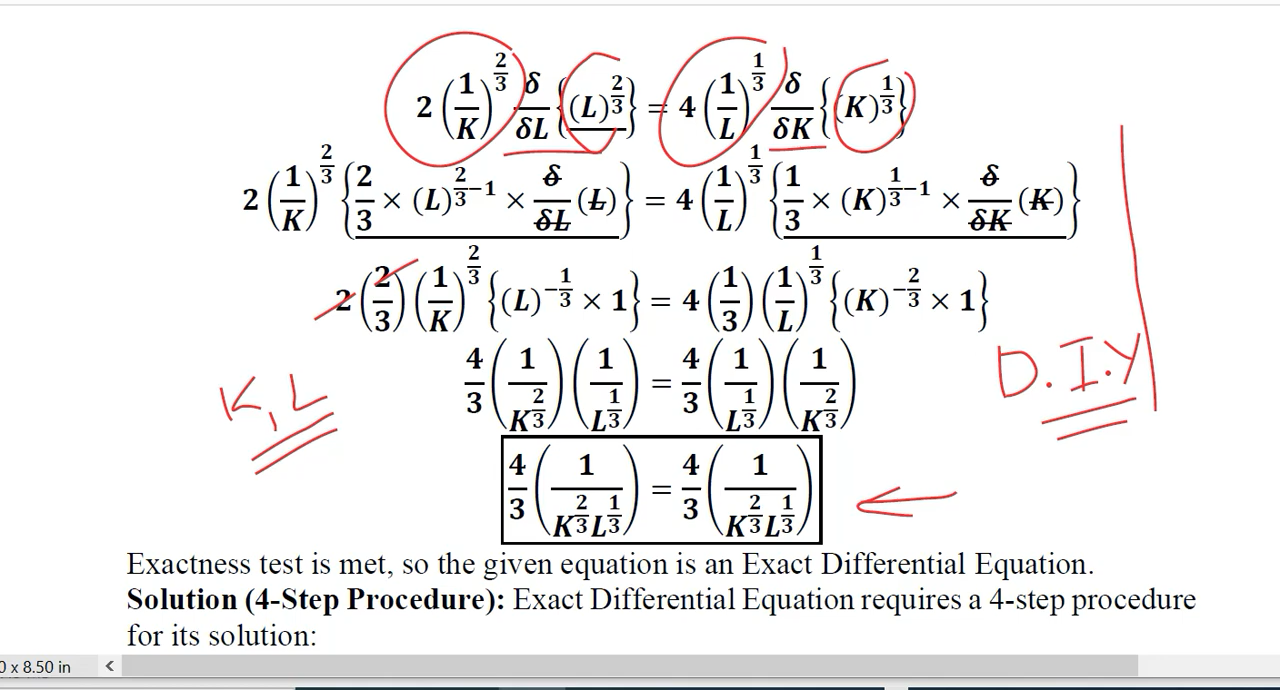 2 (1/K)^(2/3) δ/δL {(L)^(2/3)} = 4 (1/L)^(1/3) δ/δK {(K)^(1/3)}
2 (1/K)^(2/3) {2/3 × (L)^(2/3 −1) × δ/δL (L)} = 4 (1/L)^(1/3) {1/3 × (K)^(1/3 −1) × δ/δK (K)}
2 (2/3) (1/K)^(2/3) {(L)^(−1/3) × 1} = 4 (1/3) (1/L)^(1/3) {(K)^(−2/3) × 1}
4/3 (1/K^(2/3)) (1/L^(1/3)) = 4/3 (1/L^(1/3)) (1/K^(2/3))
D.I.Y
K, L
4/3 (1/(K^(2/3) L^(1/3))) = 4/3 (1/(K^(2/3) L^(1/3)))
Exactness test is met, so the given equation is an Exact Differential Equation.
Solution (4-Step Procedure): Exact Differential Equation requires a 4-step procedure
for its solution:
0 x 8.50 in